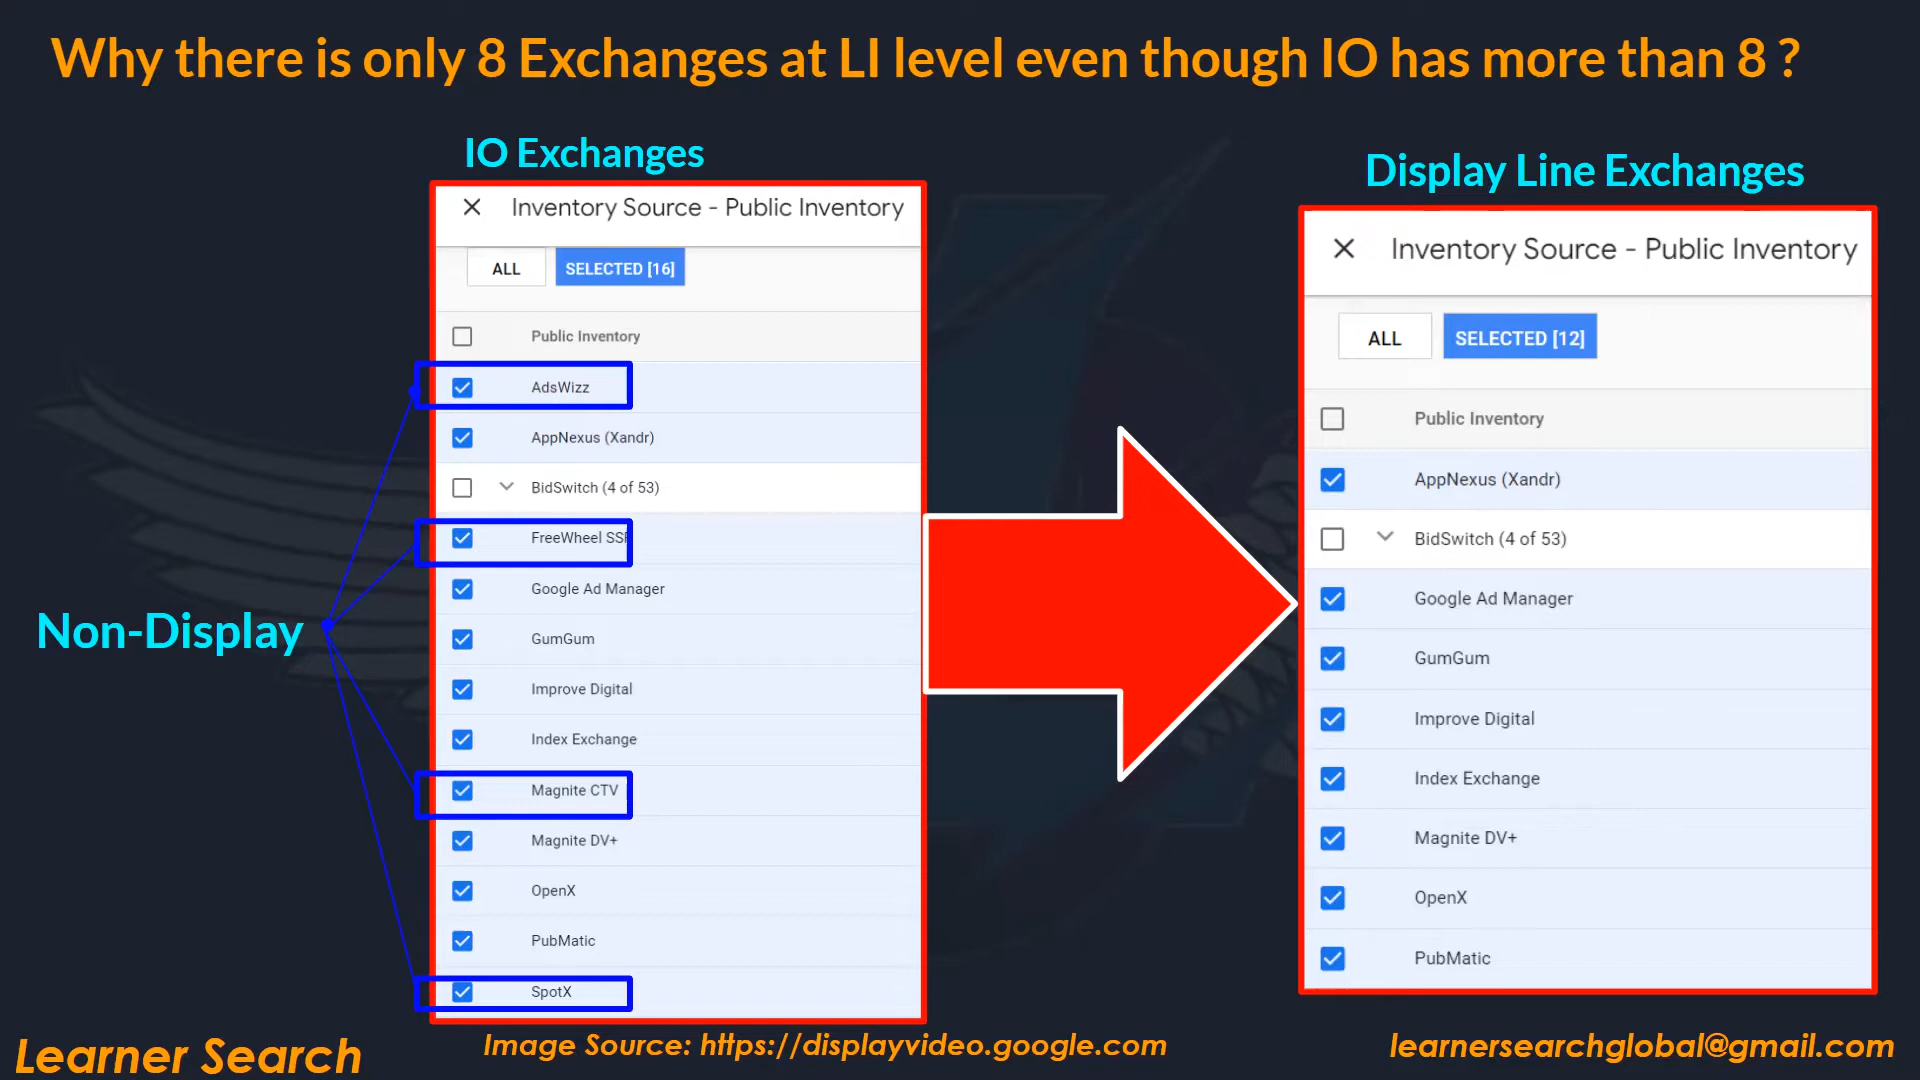 Why there is only 8 Exchanges at LI level even though IO has more than 8 ?
IO Exchanges
Inventory Source - Public Inventory
ALL
SELECTED [16]
Public Inventory
AdsWizz
AppNexus (Xandr)
BidSwitch (4 of 53)
FreeWheel SSP
Google Ad Manager
GumGum
Improve Digital
Index Exchange
Magnite CTV
Magnite DV+
OpenX
PubMatic
SpotX
Non-Display
Display Line Exchanges
Inventory Source - Public Inventory
ALL
SELECTED [12]
Public Inventory
AppNexus (Xandr)
BidSwitch (4 of 53)
Google Ad Manager
GumGum
Improve Digital
Index Exchange
Magnite DV+
OpenX
PubMatic
Learner Search
Image Source: https://displayvideo.google.com
learnersearchglobal@gmail.com